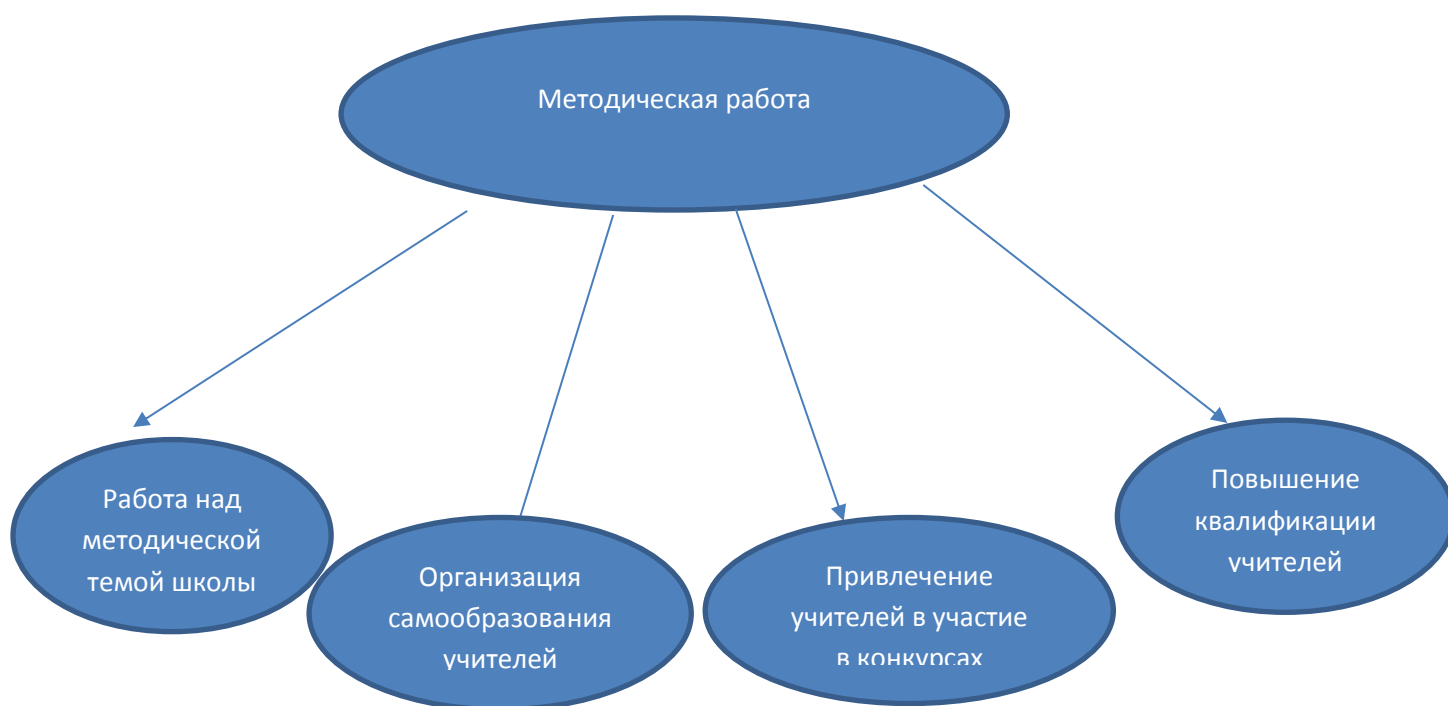 Методическая работа
Работа над
методической
темой школы
Организация
самообразования
учителей
Привлечение
учителей в участие
в конкурсах
Повышение
квалификации
учителей